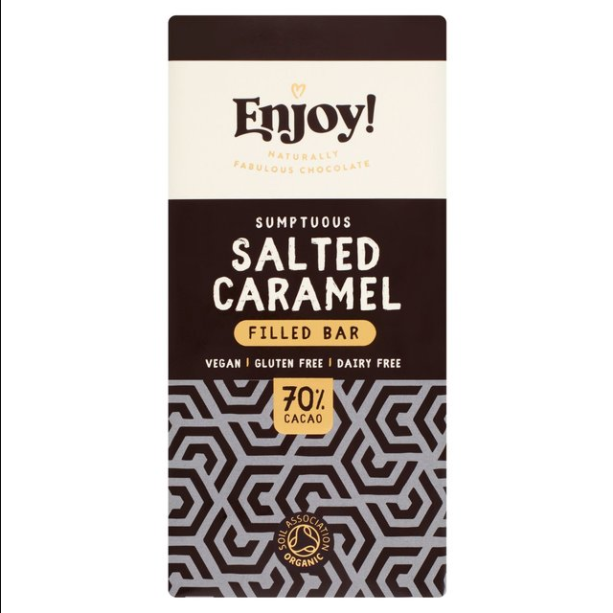 Enjoy!
NATURALLY
FABULOUS CHOCOLATE
SUMPTUOUS
SALTED
CARAMEL
FILLED BAR
VEGAN | GLUTEN FREE | DAIRY FREE
70%
CACAO
SOIL ASSOCIATION
ORGANIC